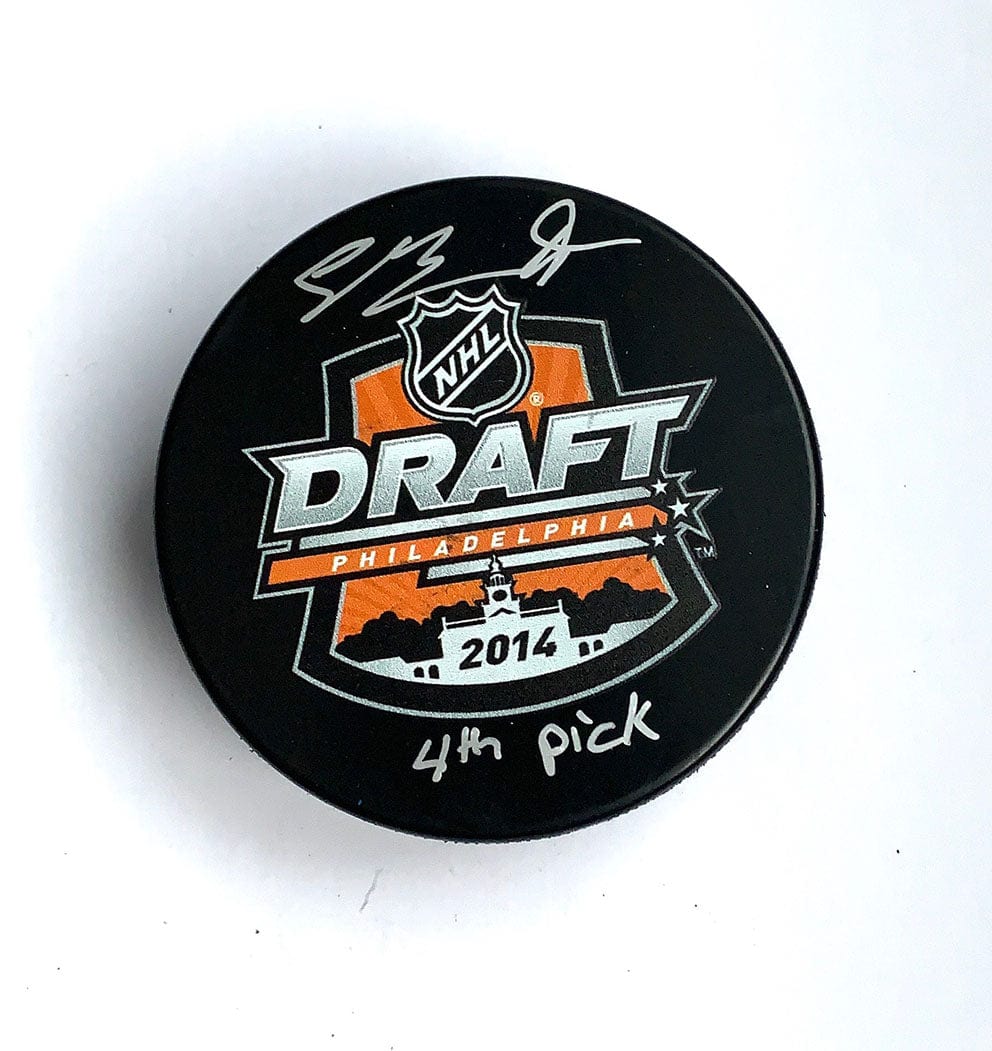 NHL
®
DRAFT
PHILADELPHIA
TM
2014
4th pick